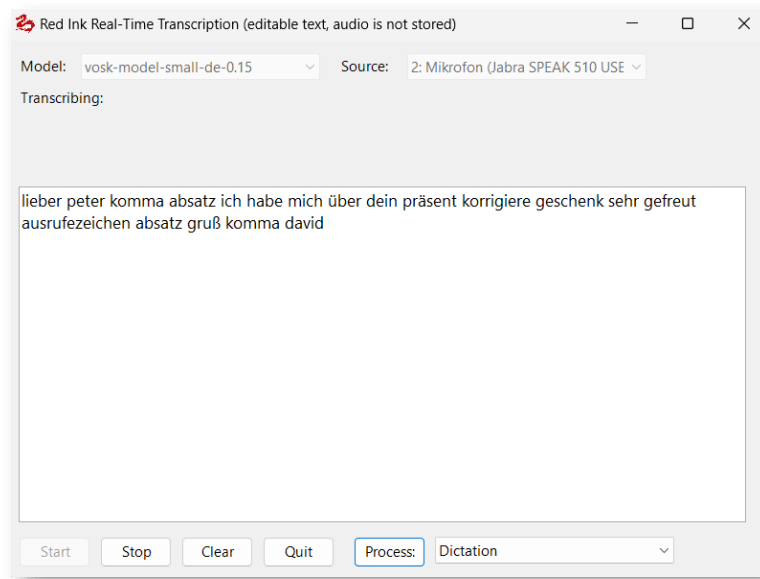 Red Ink Real-Time Transcription (editable text, audio is not stored)
Model: vosk-model-small-de-0.15 Source: 2: Mikrofon (Jabra SPEAK 510 USE
Transcribing:
lieber peter komma absatz ich habe mich über dein präsent korrigiere geschenk sehr gefreut
ausrufezeichen absatz gruß komma david
Start Stop Clear Quit Process: Dictation